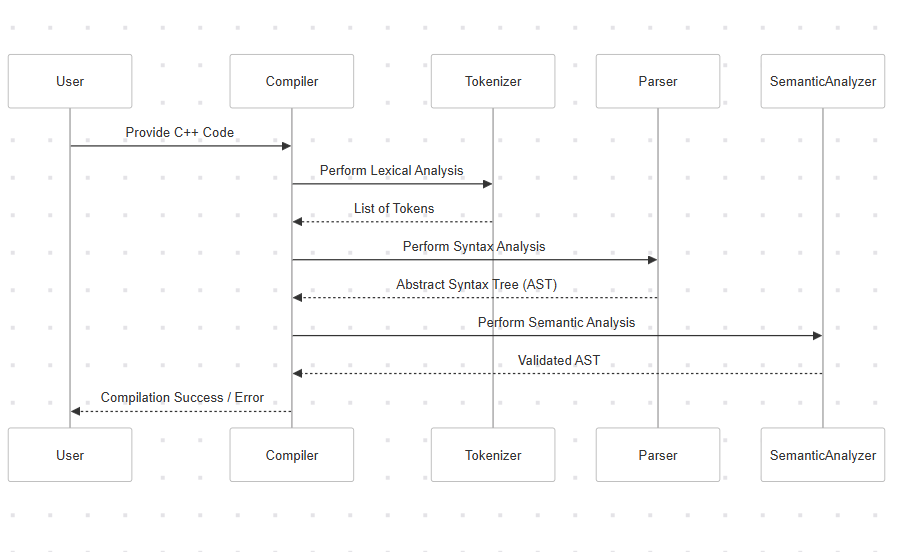 User
Compiler
Tokenizer
Parser
SemanticAnalyzer
Provide C++ Code
Perform Lexical Analysis
List of Tokens
Perform Syntax Analysis
Abstract Syntax Tree (AST)
Perform Semantic Analysis
Validated AST
Compilation Success / Error
User
Compiler
Tokenizer
Parser
SemanticAnalyzer